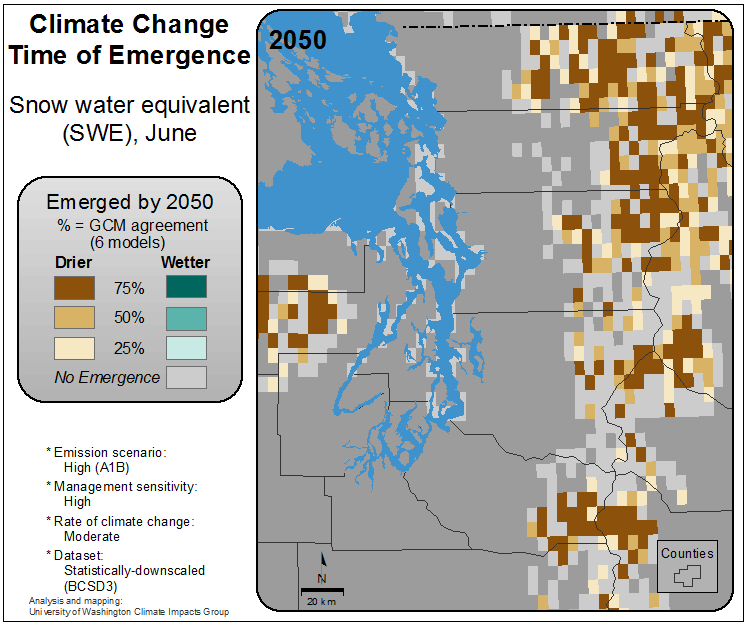 Climate Change
Time of Emergence
Snow water equivalent
(SWE), June
Emerged by 2050
% = GCM agreement
(6 models)
Drier Wetter
75%
50%
25%
No Emergence
* Emission scenario:
High (A1B)
* Management sensitivity:
High
* Rate of climate change:
Moderate
* Dataset:
Statistically-downscaled
(BCSD3)
Analysis and mapping:
University of Washington Climate Impacts Group
2050
N
20 km
Counties